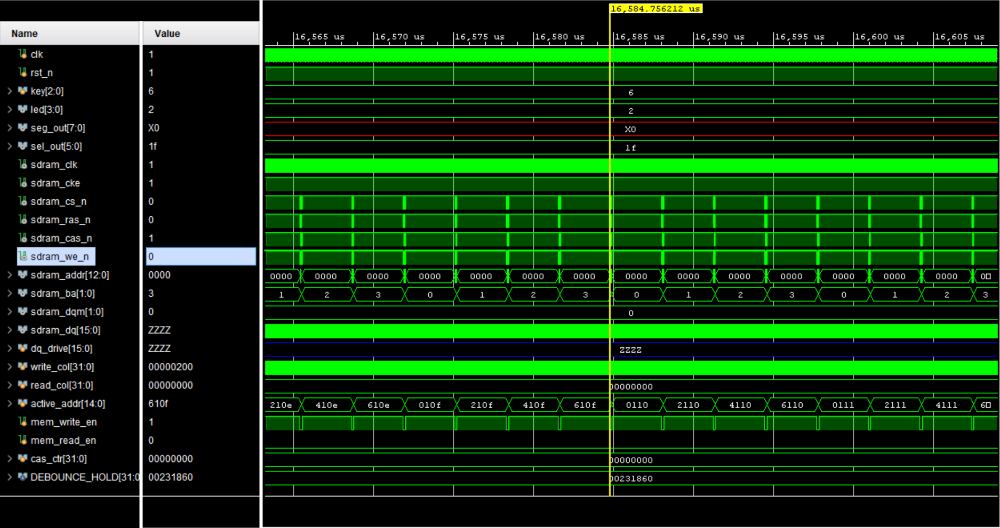 16,584.756212 us
Name Value 16,565 us 16,570 us 16,575 us 16,580 us 16,585 us 16,590 us 16,595 us 16,600 us 16,605 us
clk 1
rst_n 1
key[2:0] 6 6
led[3:0] 2 2
seg_out[7:0] X0 X0
sel_out[5:0] 1f 1f
sdram_clk 1
sdram_cke 1
sdram_cs_n 0
sdram_ras_n 0
sdram_cas_n 1
sdram_we_n 0
sdram_addr[12:0] 0000 0000 0000 0000 0000 0000 0000 0000 0000 0000 0000 0000 0000 0000 0000 0
sdram_ba[1:0] 3 1 2 3 0 1 2 3 0 1 2 3 0 1 2 3
sdram_dqm[1:0] 0 0
sdram_dq[15:0] ZZZZ
dq_drive[15:0] ZZZZ ZZZZ
write_col[31:0] 00000200
read_col[31:0] 00000000 00000000
active_addr[14:0] 610f 210e 410e 610e 010f 210f 410f 610f 0110 2110 4110 6110 0111 2111 4111 6
mem_write_en 1
mem_read_en 0
cas_ctr[31:0] 00000000 00000000
DEBOUNCE_HOLD[31:0 00231860 00231860